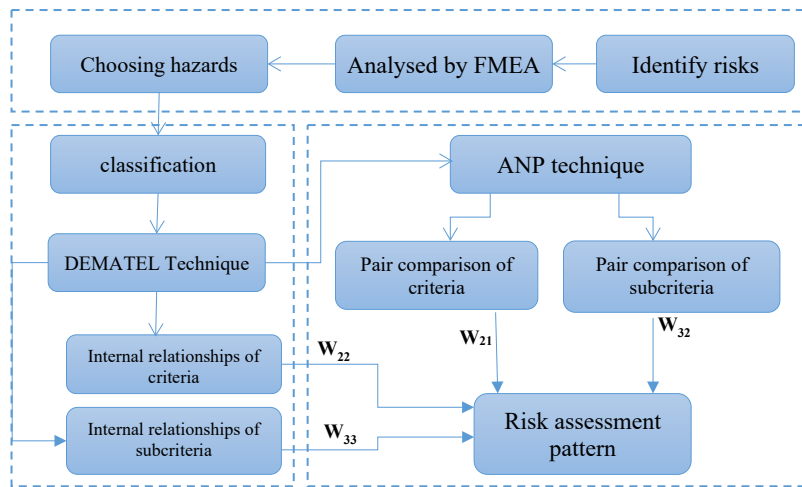 Choosing hazards
Analysed by FMEA
Identify risks
classification
ANP technique
DEMATEL Technique
Pair comparison of
criteria
Pair comparison of
subcriteria
W21
W32
Internal relationships of
criteria
W22
Internal relationships of
subcriteria
W33
Risk assessment
pattern